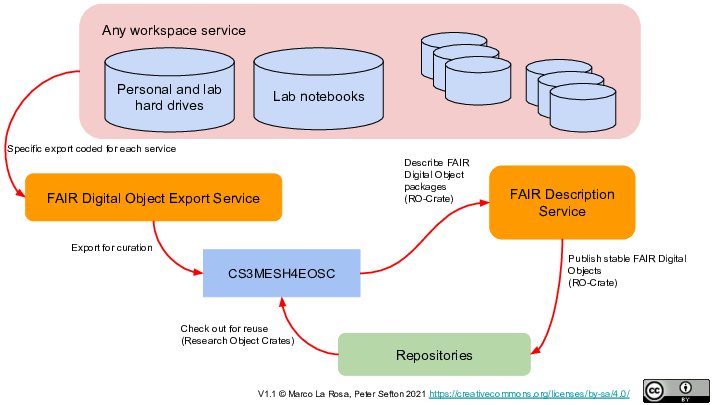 Any workspace service
Personal and lab
hard drives
Lab notebooks
Specific export coded for each service
Describe FAIR
Digital Object
packages
(RO-Crate)
FAIR Digital Object Export Service
FAIR Description
Service
Export for curation
CS3MESH4EOSC
Publish stable FAIR Digital
Objects
(RO-Crate)
Check out for reuse
(Research Object Crates)
Repositories
V1.1 © Marco La Rosa, Peter Sefton 2021 https://creativecommons.org/licenses/by-sa/4.0/
cc
BY